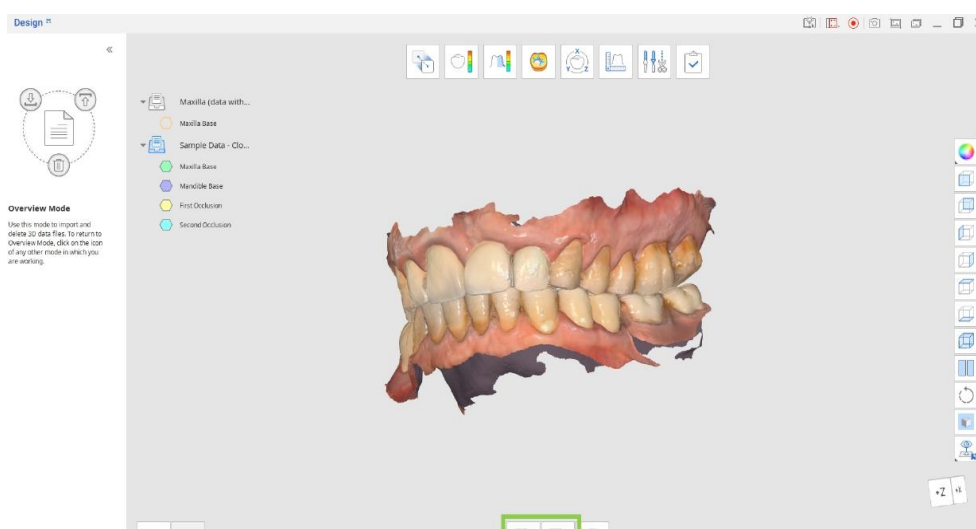 Design
«
Maxilla (data with...
Maxilla Base
Sample Data - Clo...
Maxilla Base
Mandible Base
First Occlusion
Second Occlusion
Overview Mode
Use this mode to import and
delete 3D data files. To return to
Overview Mode, click on the icon
of any other mode in which you
are working.
X
Y Z
+Z